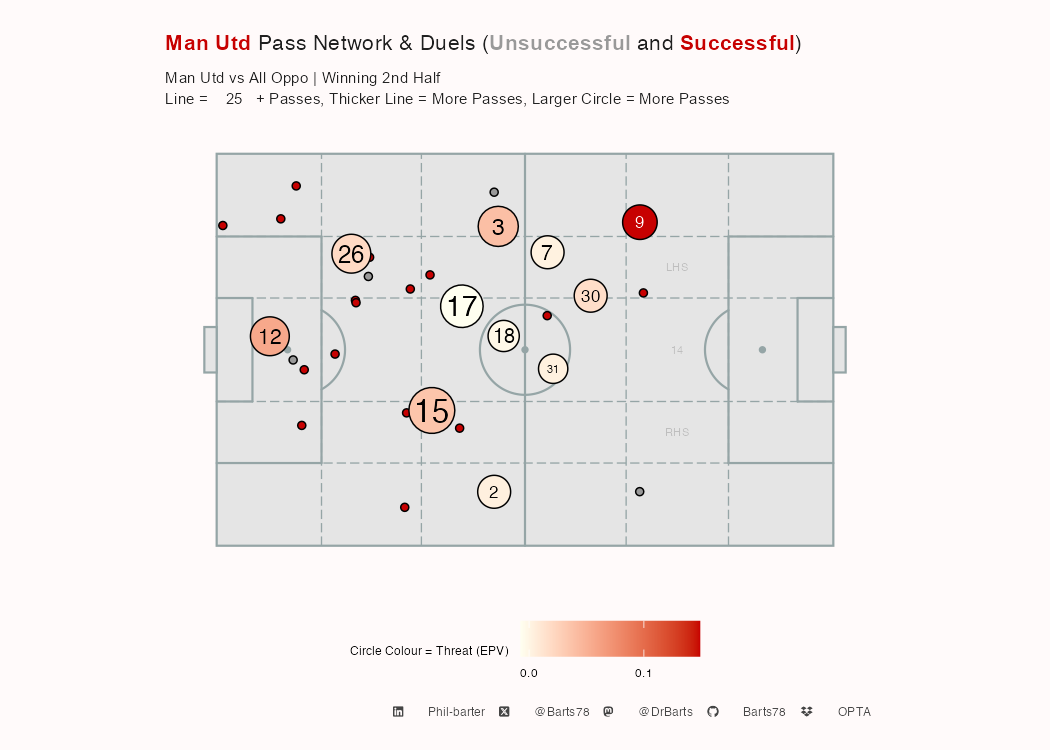 Man Utd Pass Network & Duels (Unsuccessful and Successful)
Man Utd vs All Oppo | Winning 2nd Half
Line = 25 + Passes, Thicker Line = More Passes, Larger Circle = More Passes
3
9
7
26
LHS
30
17
18
12
14
31
15
RHS
2
Circle Colour = Threat (EPV)
0.0 0.1
Phil-barter @Barts78 @DrBarts Barts78 OPTA